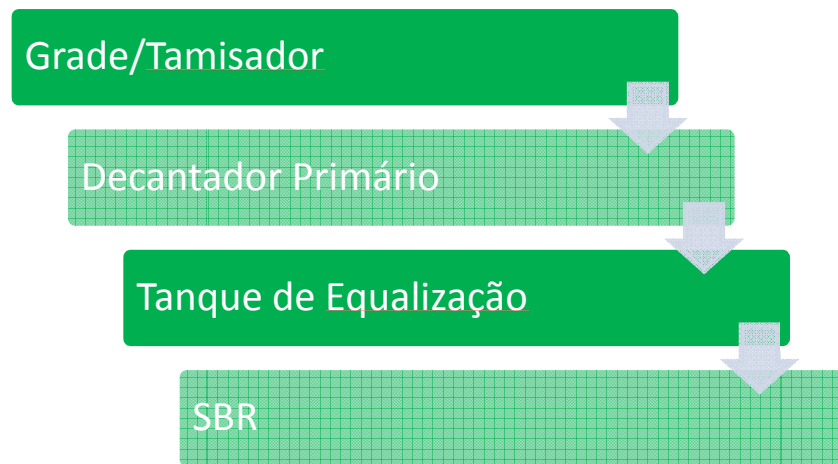 Grade/Tamisador
Decantador Primário
Tanque de Equalização
SBR